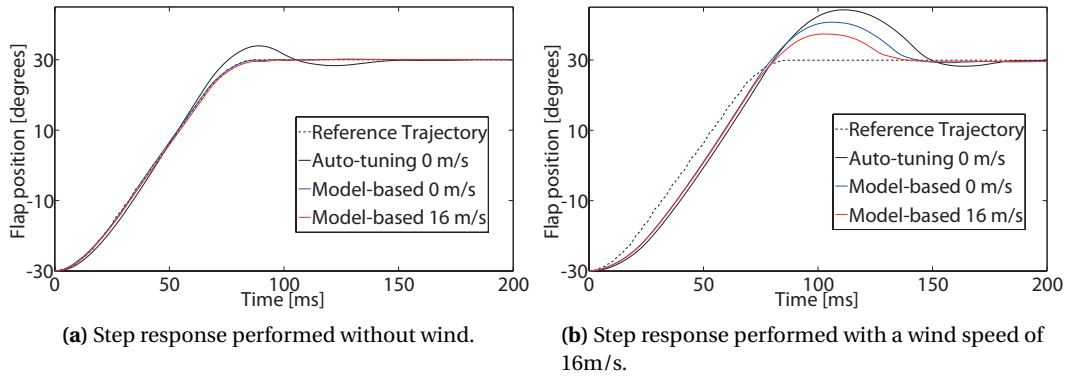 Flap position [degrees]
30
10
-10
-30
0
50
100
150
200
Time [ms]
Reference Trajectory
Auto-tuning 0 m/s
Model-based 0 m/s
Model-based 16 m/s
(a) Step response performed without wind.
Flap position [degrees]
30
10
-10
-30
0
50
100
150
200
Time [ms]
Reference Trajectory
Auto-tuning 0 m/s
Model-based 0 m/s
Model-based 16 m/s
(b) Step response performed with a wind speed of
16m/s.